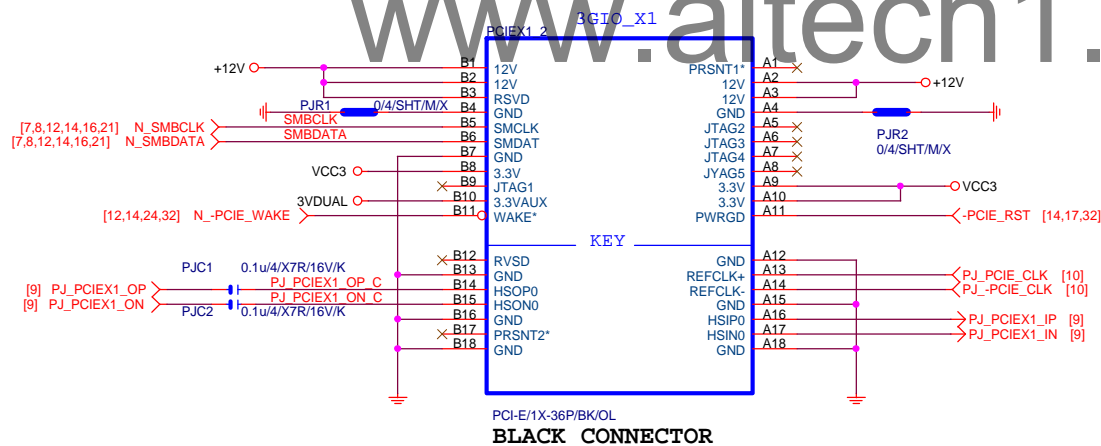 www.altech1.
3GIO_X1
PCIEX1_2
+12V B1 12V PRSNT1* A1
B2 12V 12V A2 +12V
B3 RSVD 12V A3
PJR1 0/4/SHT/M/X B4 GND GND A4
[7,8,12,14,16,21] N_SMBCLK SMBCLK B5 SMCLK JTAG2 A5
[7,8,12,14,16,21] N_SMBDATA SMBDATA B6 SMDAT JTAG3 A6 PJR2
B7 GND JTAG4 A7 0/4/SHT/M/X
VCC3 B8 3.3V JYAG5 A8
B9 JTAG1 3.3V A9 VCC3
3VDUAL B10 3.3VAUX 3.3V A10
[12,14,24,32] N_-PCIE_WAKE B11 WAKE* PWRGD A11 -PCIE_RST [14,17,32]
KEY
B12 RVSD GND A12
PJC1 0.1u/4/X7R/16V/K B13 GND REFCLK+ A13 PJ_PCIE_CLK [10]
[9] PJ_PCIEX1_OP PJ_PCIEX1_OP_C B14 HSOP0 REFCLK- A14 PJ_-PCIE_CLK [10]
[9] PJ_PCIEX1_ON PJ_PCIEX1_ON_C B15 HSON0 GND A15
PJC2 0.1u/4/X7R/16V/K B16 GND HSIP0 A16 PJ_PCIEX1_IP [9]
B17 PRSNT2* HSIN0 A17 PJ_PCIEX1_IN [9]
B18 GND GND A18
PCI-E/1X-36P/BK/OL
BLACK CONNECTOR